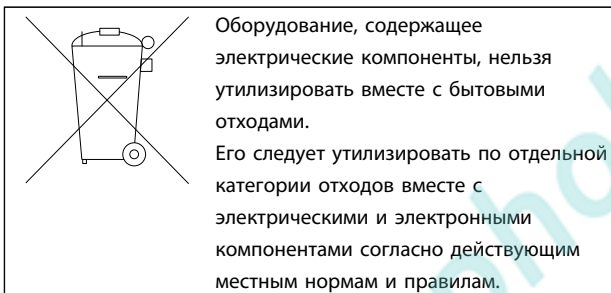 Оборудование, содержащее
электрические компоненты, нельзя
утилизировать вместе с бытовыми
отходами.
Его следует утилизировать по отдельной
категории отходов вместе с
электрическими и электронными
компонентами согласно действующим
местным нормам и правилам.